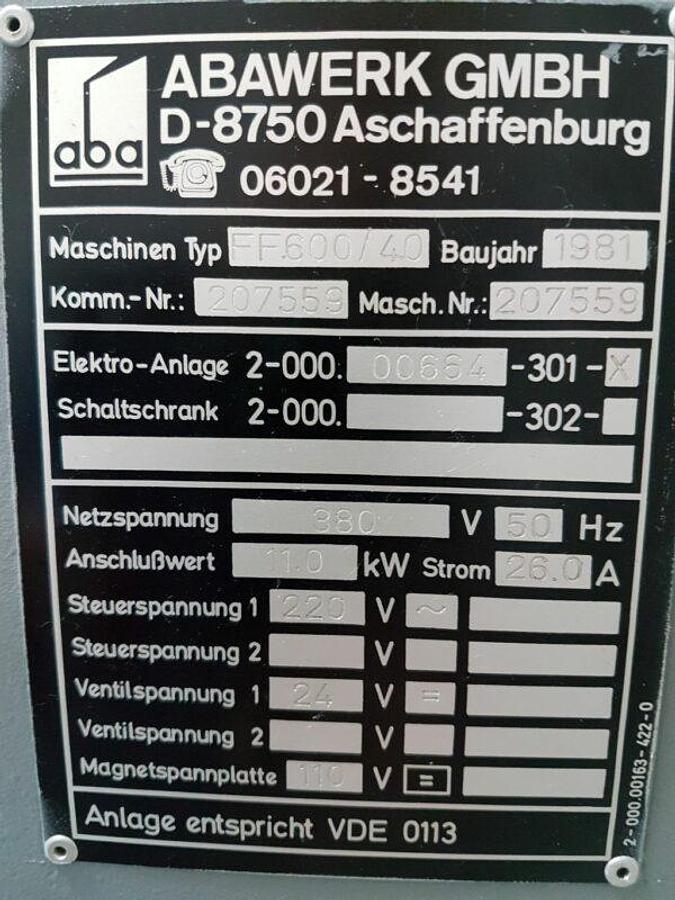 aba
ABAWERK GMBH
D-8750 Aschaffenburg
06021 - 8541
Maschinen Typ FF.600/40 Baujahr 1981
Komm.-Nr.: 207559 Masch.Nr.: 207559
Elektro-Anlage 2-000. 00664 -301-X
Schaltschrank 2-000. -302-
Netzspannung 380 V 50 Hz
Anschlußwert 11.0 kW Strom 26.0 A
Steuerspannung 1 220 V ~
Steuerspannung 2 V
Ventilspannung 1 24 V =
Ventilspannung 2 V
Magnetspannplatte 110 V =
Anlage entspricht VDE 0113
2-000.00163-422-0